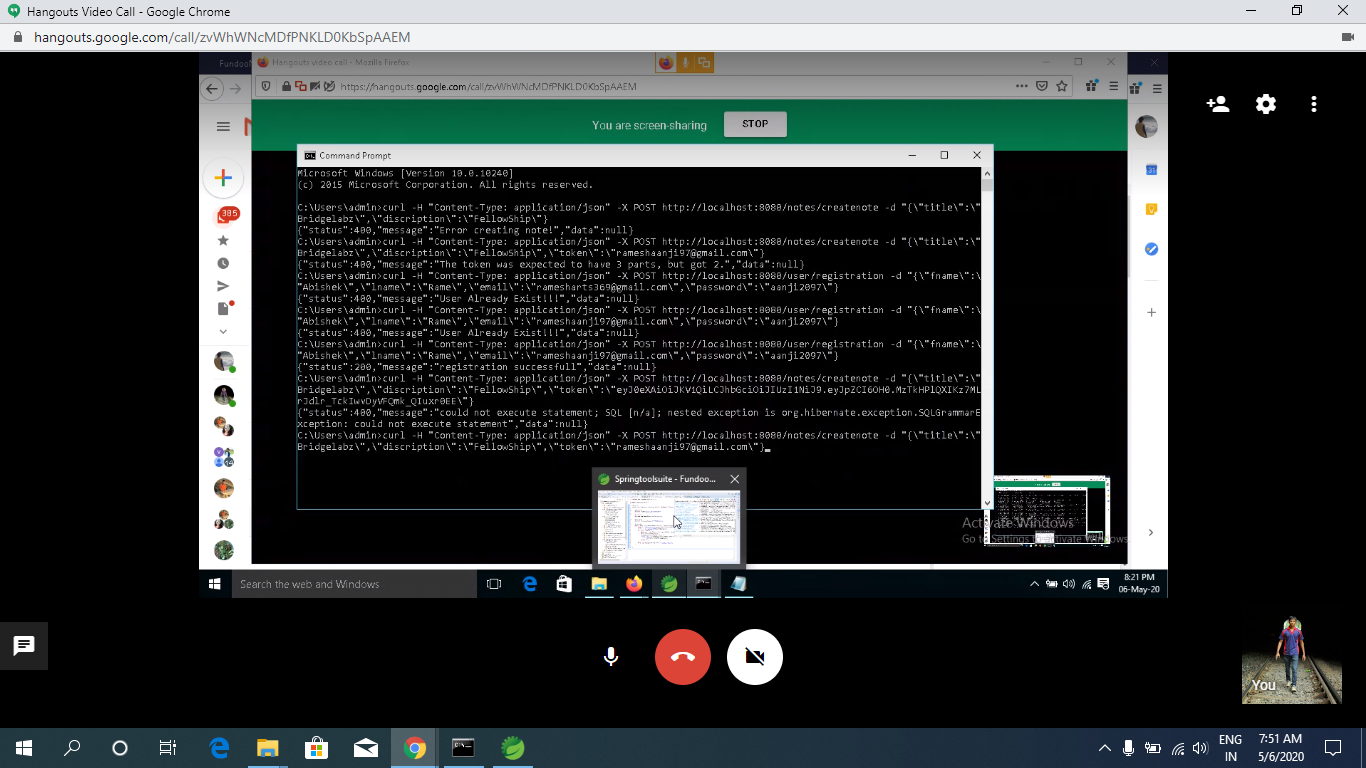 Hangouts Video Call - Google Chrome
hangouts.google.com/call/zvWhWNcMDfPNKLD0KbSpAAEM
Hangouts video call - Mozilla Firefox
https://hangouts.google.com/call/zvWhWNcMDfPNKLD0KbSpAAEM
You are screen-sharing
STOP
385
31
Command Prompt
Microsoft Windows [Version 10.0.10240]
(c) 2015 Microsoft Corporation. All rights reserved.
C:\Users\admin>curl -H "Content-Type: application/json" -X POST http://localhost:8080/notes/createnote -d "{\"title\":\"
Bridgelabz\",\"discription\":\"FellowShip\"}
{"status":400,"message":"Error creating note!","data":null}
C:\Users\admin>curl -H "Content-Type: application/json" -X POST http://localhost:8080/notes/createnote -d "{\"title\":\"
Bridgelabz\",\"discription\":\"FellowShip\",\"token\":\"rameshaanji97@gmail.com\"}
{"status":400,"message":"The token was expected to have 3 parts, but got 2.","data":null}
C:\Users\admin>curl -H "Content-Type: application/json" -X POST http://localhost:8080/user/registration -d "{\"fname\":\
"Abishek\",\"lname\":\"Rame\",\"email\":\"ramesharts369@gmail.com\",\"password\":\"aanji2097\"}
{"status":400,"message":"User Already Exist!!!","data":null}
C:\Users\admin>curl -H "Content-Type: application/json" -X POST http://localhost:8080/user/registration -d "{\"fname\":\
"Abishek\",\"lname\":\"Rame\",\"email\":\"rameshaanji97@gmail.com\",\"password\":\"aanji2097\"}
{"status":400,"message":"User Already Exist!!!","data":null}
C:\Users\admin>curl -H "Content-Type: application/json" -X POST http://localhost:8080/user/registration -d "{\"fname\":\
"Abishek\",\"lname\":\"Rame\",\"email\":\"rameshaanji97@gmail.com\",\"password\":\"aanji2097\"}
{"status":200,"message":"registration successfull","data":null}
C:\Users\admin>curl -H "Content-Type: application/json" -X POST http://localhost:8080/notes/createnote -d "{\"title\":\"
Bridgelabz\",\"discription\":\"FellowShip\",\"token\":\"
{"status":400,"message":"could not execute statement; SQL [n/a]; nested exception is org.hibernate.exception.SQLGrammarE
xception: could not execute statement","data":null}
C:\Users\admin>curl -H "Content-Type: application/json" -X POST http://localhost:8080/notes/createnote -d "{\"title\":\"
Bridgelabz\",\"discription\":\"FellowShip\",\"token\":\"rameshaanji97@gmail.com\"}
Springtoolsuite - Fundoo...
Activate Windows
Go to Settings to activate Windows
Search the web and Windows
8:21 PM
06-May-20
You
ENG
IN
7:51 AM
5/6/2020